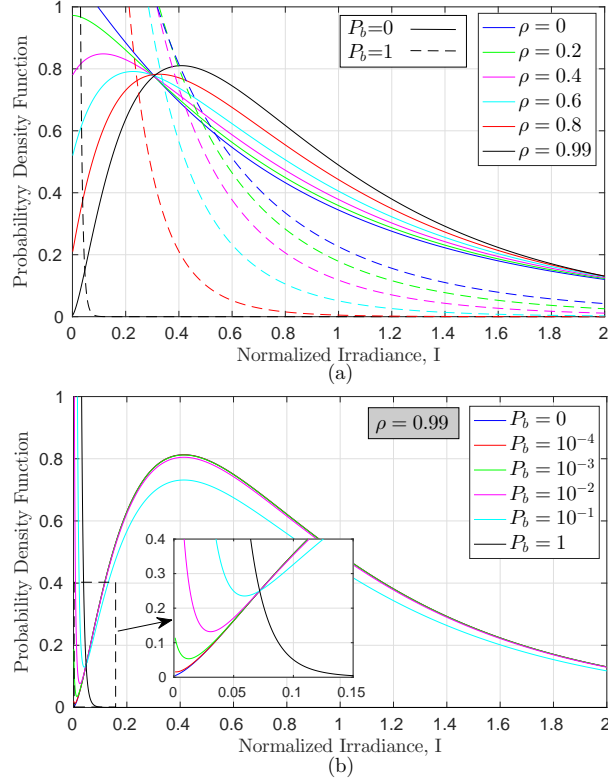 1
0.8
0.6
0.4
0.2
0
0 0.2 0.4 0.6 0.8 1 1.2 1.4 1.6 1.8 2
Probabilityy Density Function
Normalized Irradiance, I
P_b=0
P_b=1
ρ = 0
ρ = 0.2
ρ = 0.4
ρ = 0.6
ρ = 0.8
ρ = 0.99
(a)
1
0.8
0.6
0.4
0.2
0
0 0.2 0.4 0.6 0.8 1 1.2 1.4 1.6 1.8 2
Probability Density Function
Normalized Irradiance, I
ρ = 0.99
P_b = 0
P_b = 10^{-4}
P_b = 10^{-3}
P_b = 10^{-2}
P_b = 10^{-1}
P_b = 1
0.4
0.3
0.2
0.1
0
0 0.05 0.1 0.15
(b)